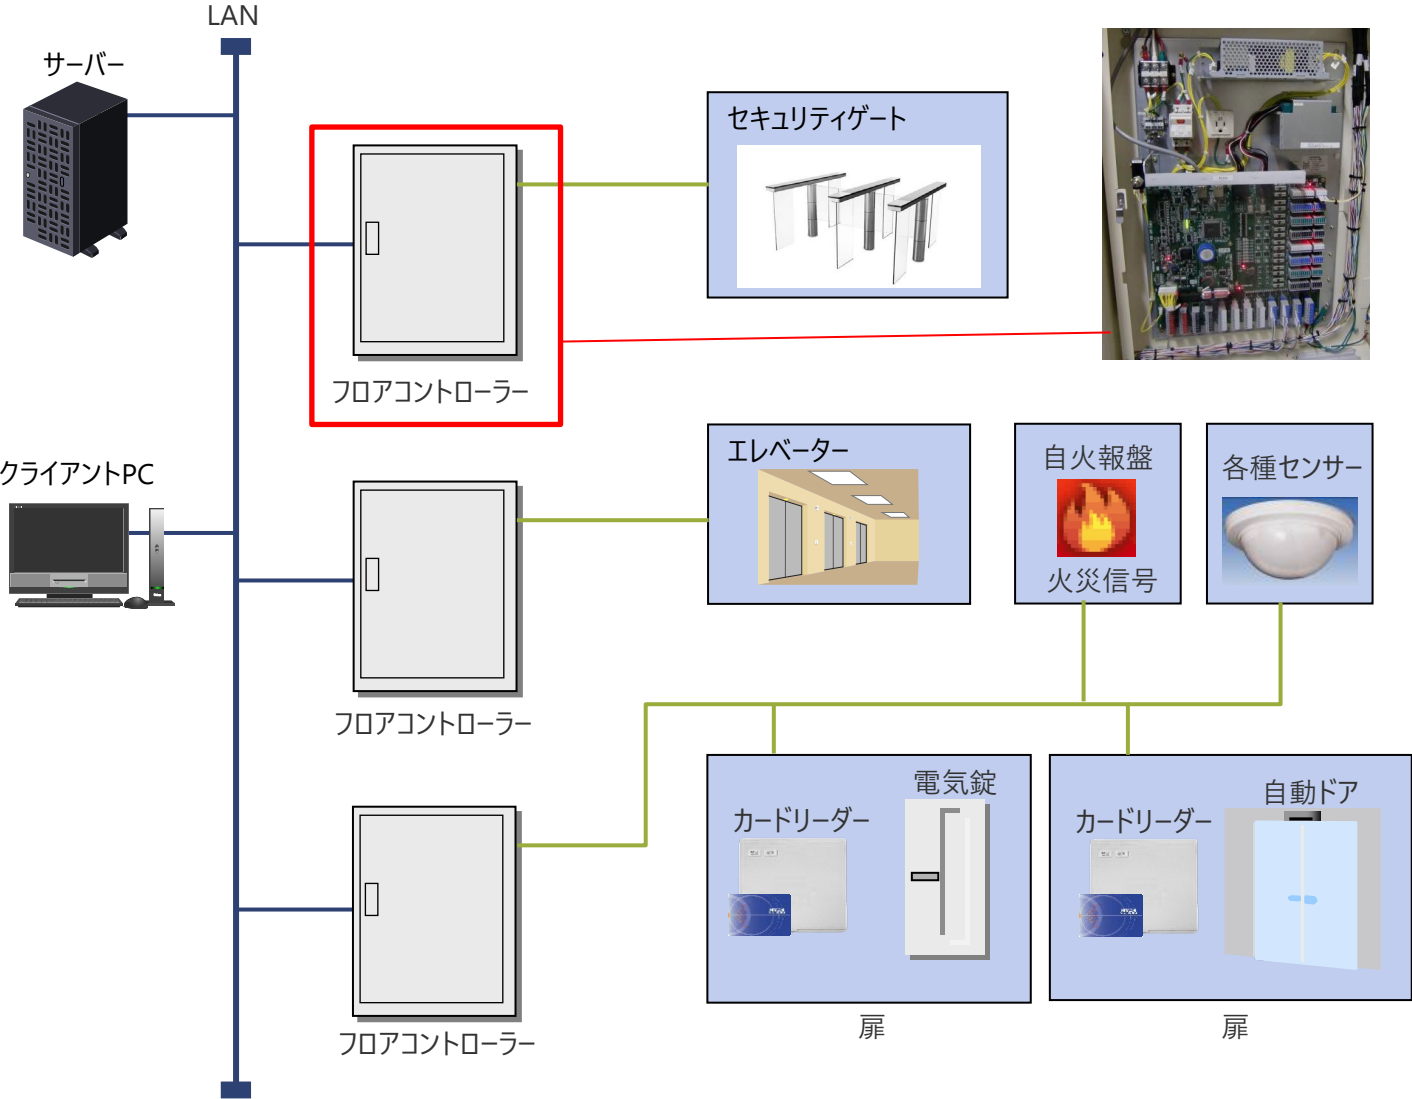 LAN
サーバー
セキュリティゲート
フロアコントローラー
エレベーター
自火報盤
火災信号
各種センサー
クライアントPC
フロアコントローラー
電気錠
カードリーダー
自動ドア
カードリーダー
フロアコントローラー
扉
扉